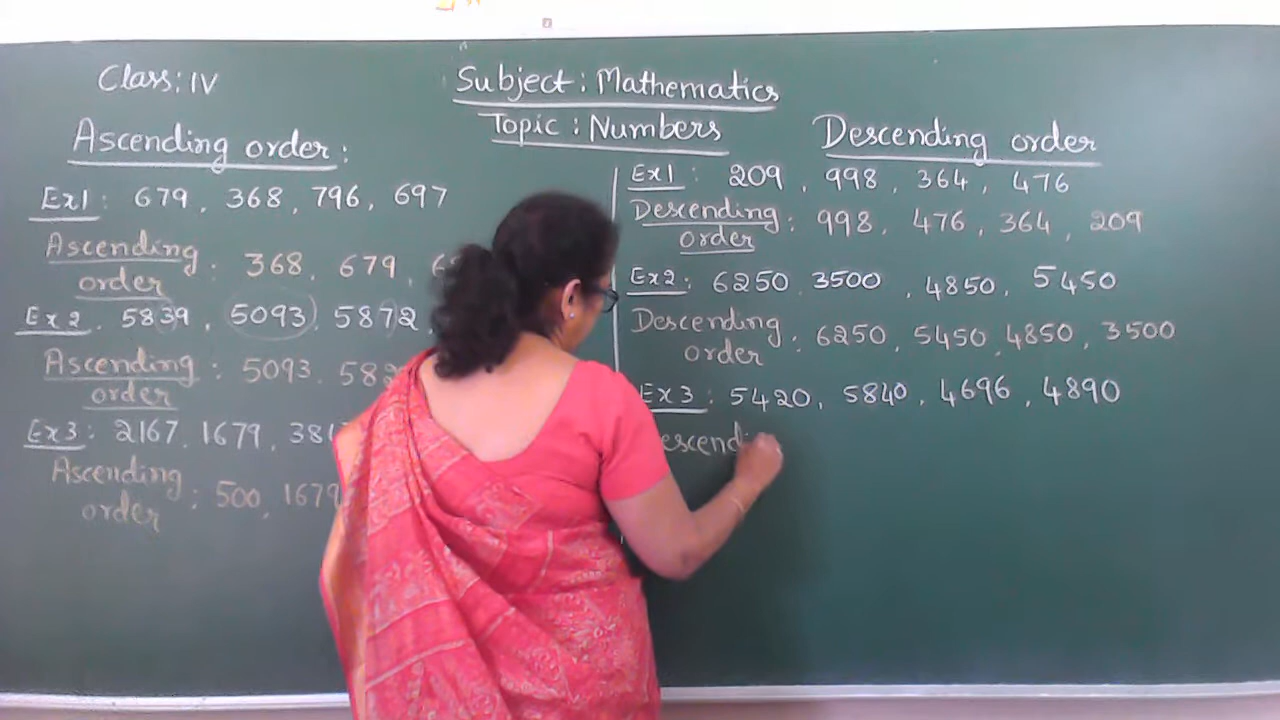 Class: IV
Subject: Mathematics
Topic: Numbers
Ascending order:
Ex1: 679, 368, 796, 697
Ascending
order : 368, 679,
Ex2. 5839, 5093, 5872,
Ascending
order : 5093,
Ex3: 2167, 1679,
Ascending
order : 500, 1679
Descending order
Ex1: 209, 998, 364, 476
Descending
order : 998, 476, 364, 209
Ex2: 6250, 3500, 4850, 5450
Descending
order : 6250, 5450, 4850, 3500
Ex3: 5420, 5840, 4696, 4890